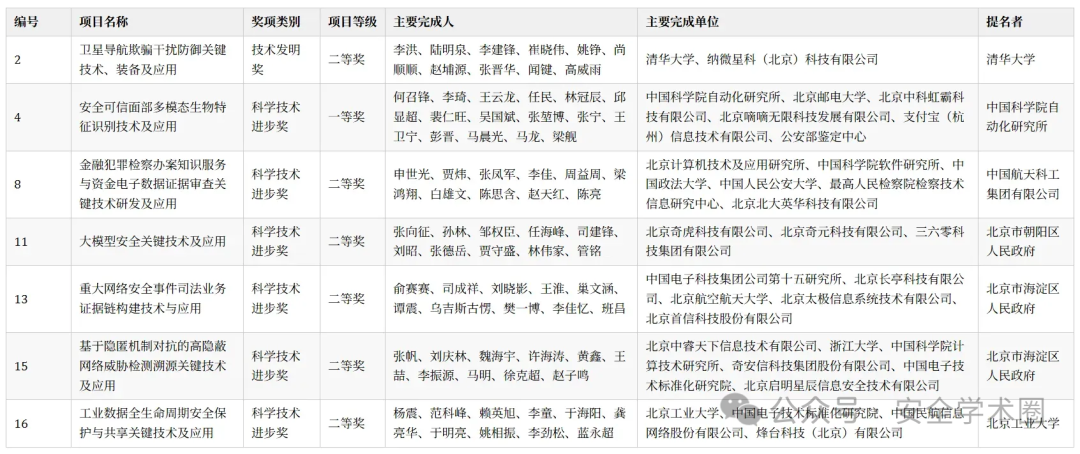 编号 项目名称 奖项类别 项目等级 主要完成人 主要完成单位 提名者
2
卫星导航欺骗干扰防御关键
技术、装备及应用
技术发明
奖
二等奖
李洪、陆明泉、李建锋、崔晓伟、姚铮、尚
顺顺、赵埔源、张晋华、闻键、高威雨
清华大学、纳微星科（北京）科技有限公司
清华大学
4
安全可信面部多模态生物特
征识别技术及应用
科学技术
进步奖
一等奖
何召锋、李琦、王云龙、任民、林冠辰、邱
显超、裴仁旺、吴国斌、张堃博、张宁、王
卫宁、彭晋、马晨光、马龙、梁舰
中国科学院自动化研究所、北京邮电大学、北京中科虹霸科
技有限公司、北京嘀嘀无限科技发展有限公司、支付宝（杭
州）信息技术有限公司、公安部鉴定中心
中国科学院自
动化研究所
8
金融犯罪检察办案知识服务
与资金电子数据证据审查关
键技术研发及应用
科学技术
进步奖
二等奖
申世光、贾炜、张凤军、李佳、周益周、梁
鸿翔、白雄文、陈思含、赵天红、陈亮
北京计算机技术及应用研究所、中国科学院软件研究所、中
国政法大学、中国人民公安大学、最高人民检察院检察技术
信息研究中心、北京北大英华科技有限公司
中国航天科工
集团有限公司
11
大模型安全关键技术及应用
科学技术
进步奖
二等奖
张向征、孙林、邹权臣、任海峰、司建锋、
刘昭、张德岳、贾守盛、林伟家、管铭
北京奇虎科技有限公司、北京奇元科技有限公司、三六零科
技集团有限公司
北京市朝阳区
人民政府
13
重大网络安全事件司法业务
证据链构建技术与应用
科学技术
进步奖
二等奖
俞赛赛、司成祥、刘晓影、王淮、巢文涵、
谭震、乌吉斯古愣、樊一博、李佳忆、班昌
中国电子科技集团公司第十五研究所、北京长亭科技有限公
司、北京航空航天大学、北京太极信息系统技术有限公司、
北京首信科技股份有限公司
北京市海淀区
人民政府
15
基于隐匿机制对抗的高隐蔽
网络威胁检测溯源关键技术
及应用
科学技术
进步奖
二等奖
张帆、刘庆林、魏海宇、许海涛、黄鑫、王
喆、李振源、马明、徐克超、赵子鸣
北京中睿天下信息技术有限公司、浙江大学、中国科学院计
算技术研究所、奇安信科技集团股份有限公司、中国电子技
术标准化研究院、北京启明星辰信息安全技术有限公司
北京市海淀区
人民政府
16
工业数据全生命周期安全保
护与共享关键技术及应用
科学技术
进步奖
二等奖
杨震、范科峰、赖英旭、李童、于海阳、龚
亮华、于明亮、姚相振、李劲松、蓝永超
北京工业大学、中国电子技术标准化研究院、中国民航信息
网络股份有限公司、烽台科技（北京）有限公司
北京工业大学
公众号 · 安全学术圈